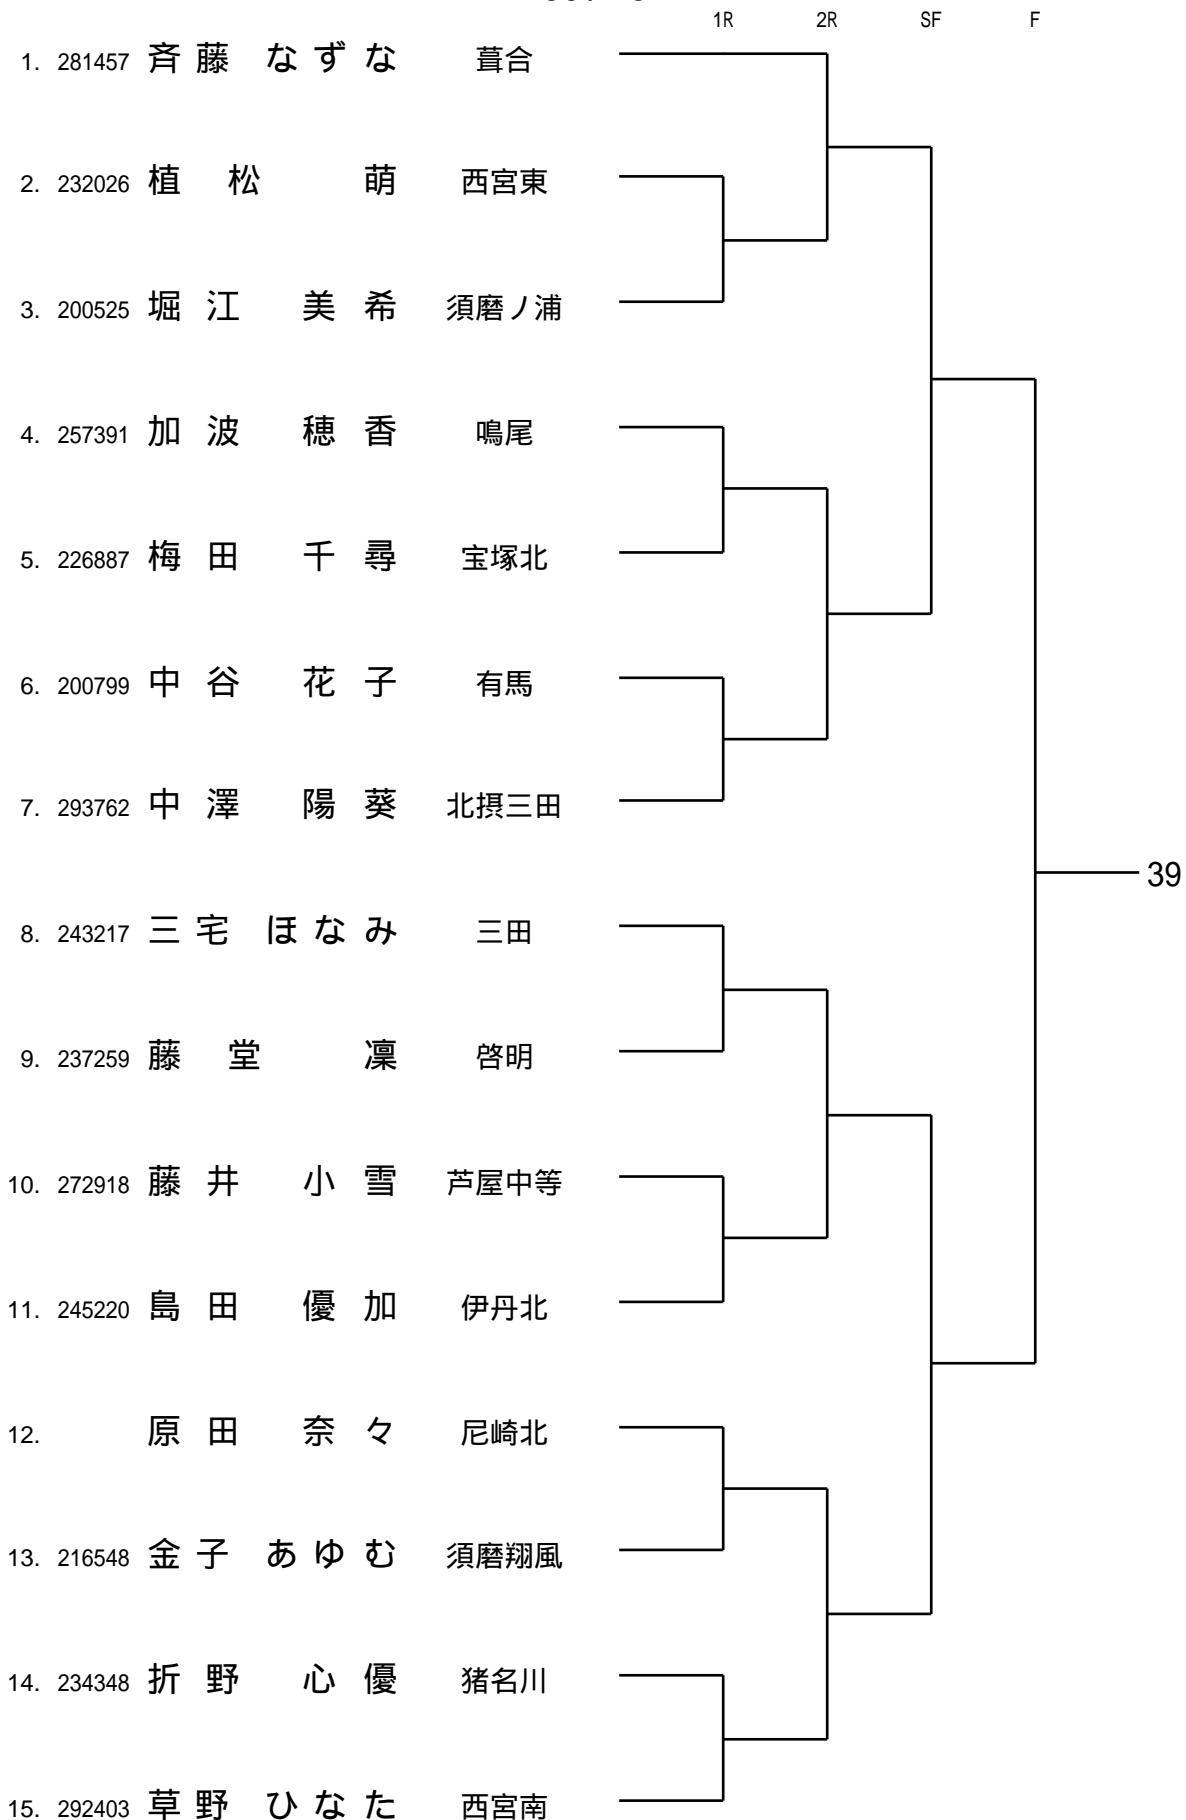 1R 2R SF F
1. 281457 斉藤 なずな 葺合
2. 232026 植松 萌 西宮東
3. 200525 堀江 美希 須磨ノ浦
4. 257391 加波 穂香 鳴尾
5. 226887 梅田 千尋 宝塚北
6. 200799 中谷 花子 有馬
7. 293762 中澤 陽葵 北摂三田
39
8. 243217 三宅 ほなみ 三田
9. 237259 藤堂 凜 啓明
10. 272918 藤井 小雪 芦屋中等
11. 245220 島田 優加 伊丹北
12. 原田 奈々 尼崎北
13. 216548 金子 あゆむ 須磨翔風
14. 234348 折野 心優 猪名川
15. 292403 草野 ひなた 西宮南